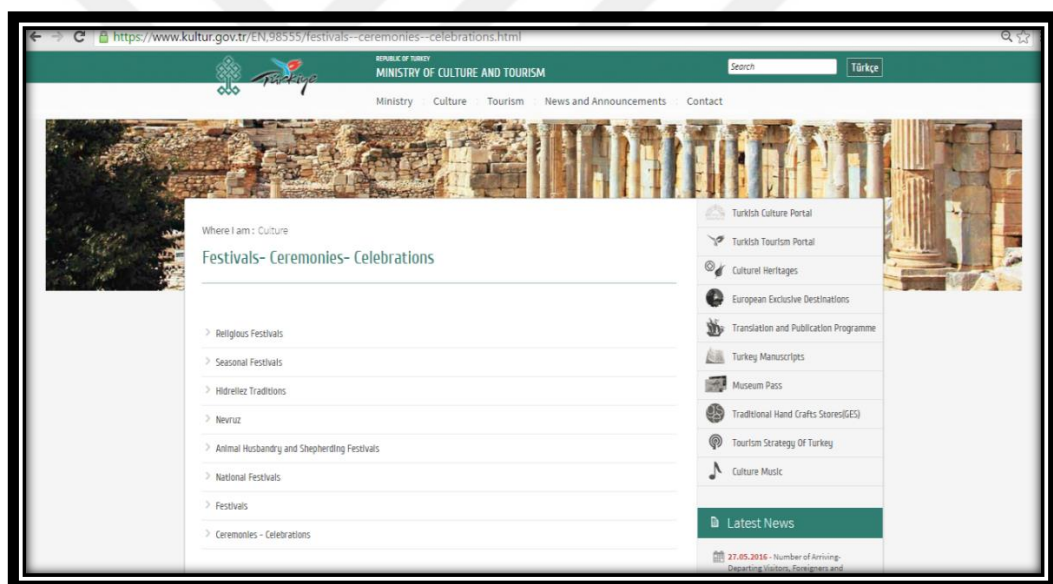 https://www.kultur.gov.tr/EN,98555/festivals--ceremonies--celebrations.html
Türkiye
REPUBLIC OF TURKEY
MINISTRY OF CULTURE AND TOURISM
Search
Türkçe
Ministry
Culture
Tourism
News and Announcements
Contact
Where I am : Culture
Festivals- Ceremonies- Celebrations
Religious Festivals
Seasonal Festivals
Hidrellez Traditions
Nevruz
Animal Husbandry and Shepherding Festivals
National Festivals
Festivals
Ceremonies - Celebrations
Turkish Culture Portal
Turkish Tourism Portal
Culturel Heritages
European Exclusive Destinations
Translation and Publication Programme
Turkey Manuscripts
Museum Pass
Traditional Hand Crafts Stores(GES)
Tourism Strategy Of Turkey
Culture Music
Latest News
27.05.2016 - Number of Arriving-
Departing Visitors, Foreigners and